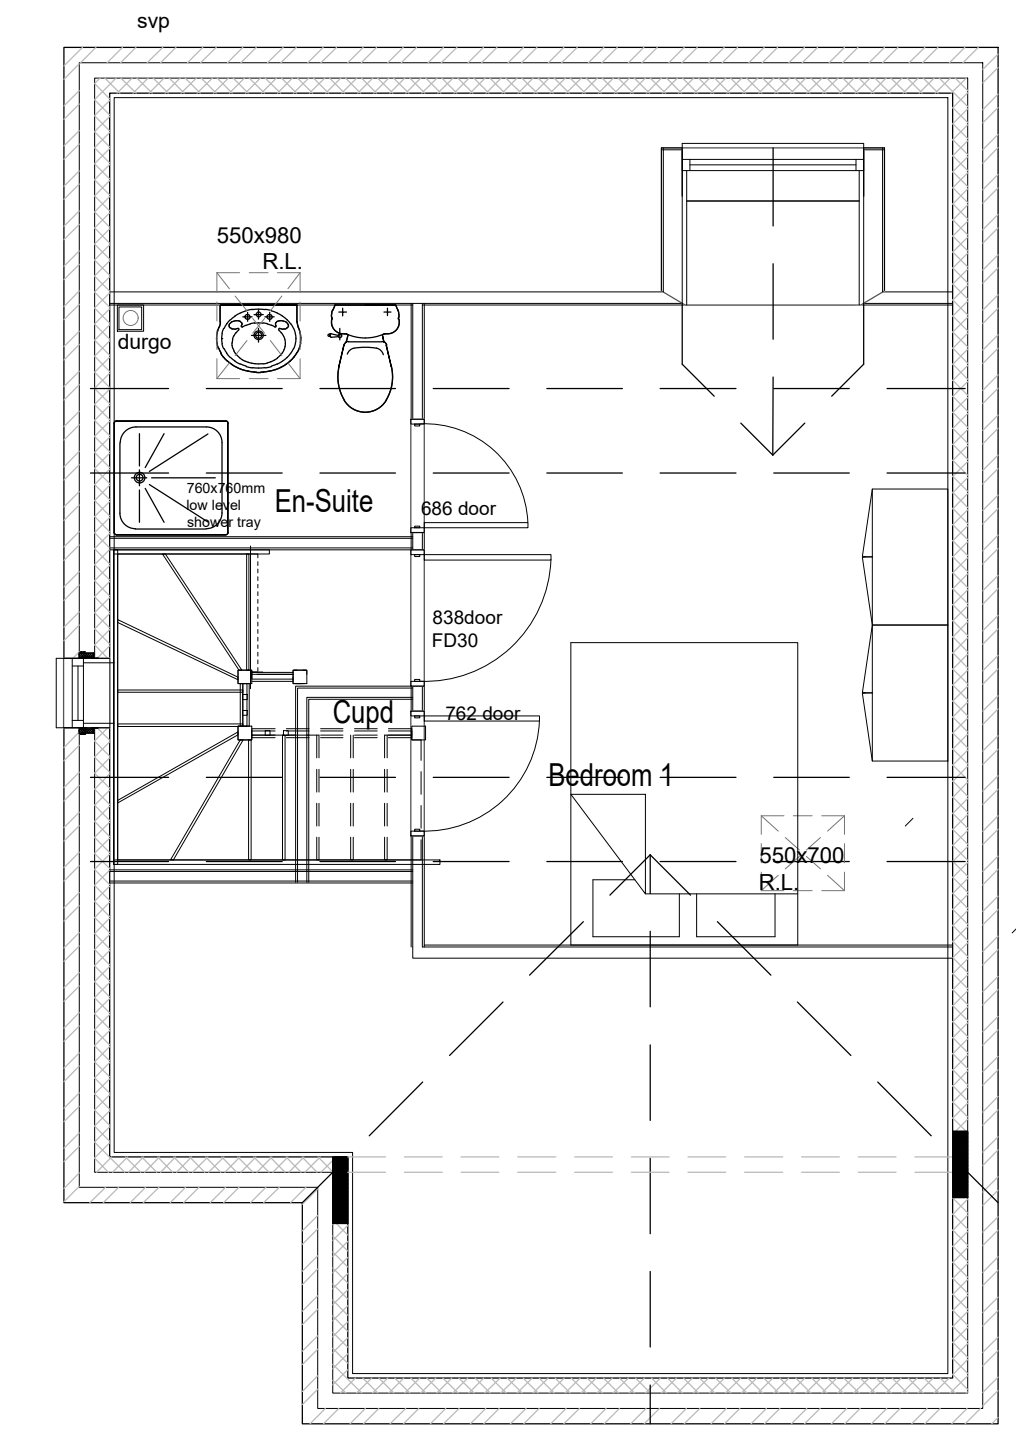 svp
550x980
R.L.
durgo
760x760mm
low level
shower tray
En-Suite
686 door
838door
FD30
Cupd
762 door
Bedroom 1
550x700
R.L.